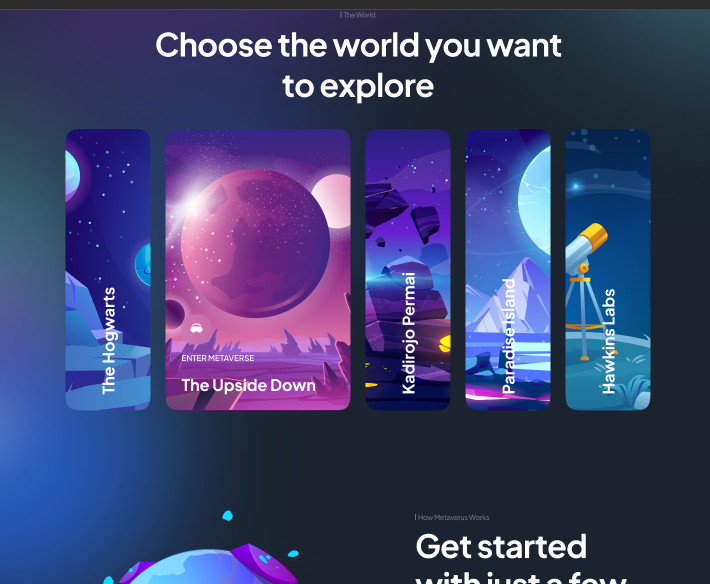 | The World
Choose the world you want
to explore
The Hogwarts
ENTER METAVERSE
The Upside Down
Kadirojo Permai
Paradise Island
Hawkins Labs
| How Metaverus Works
Get started
with just a few